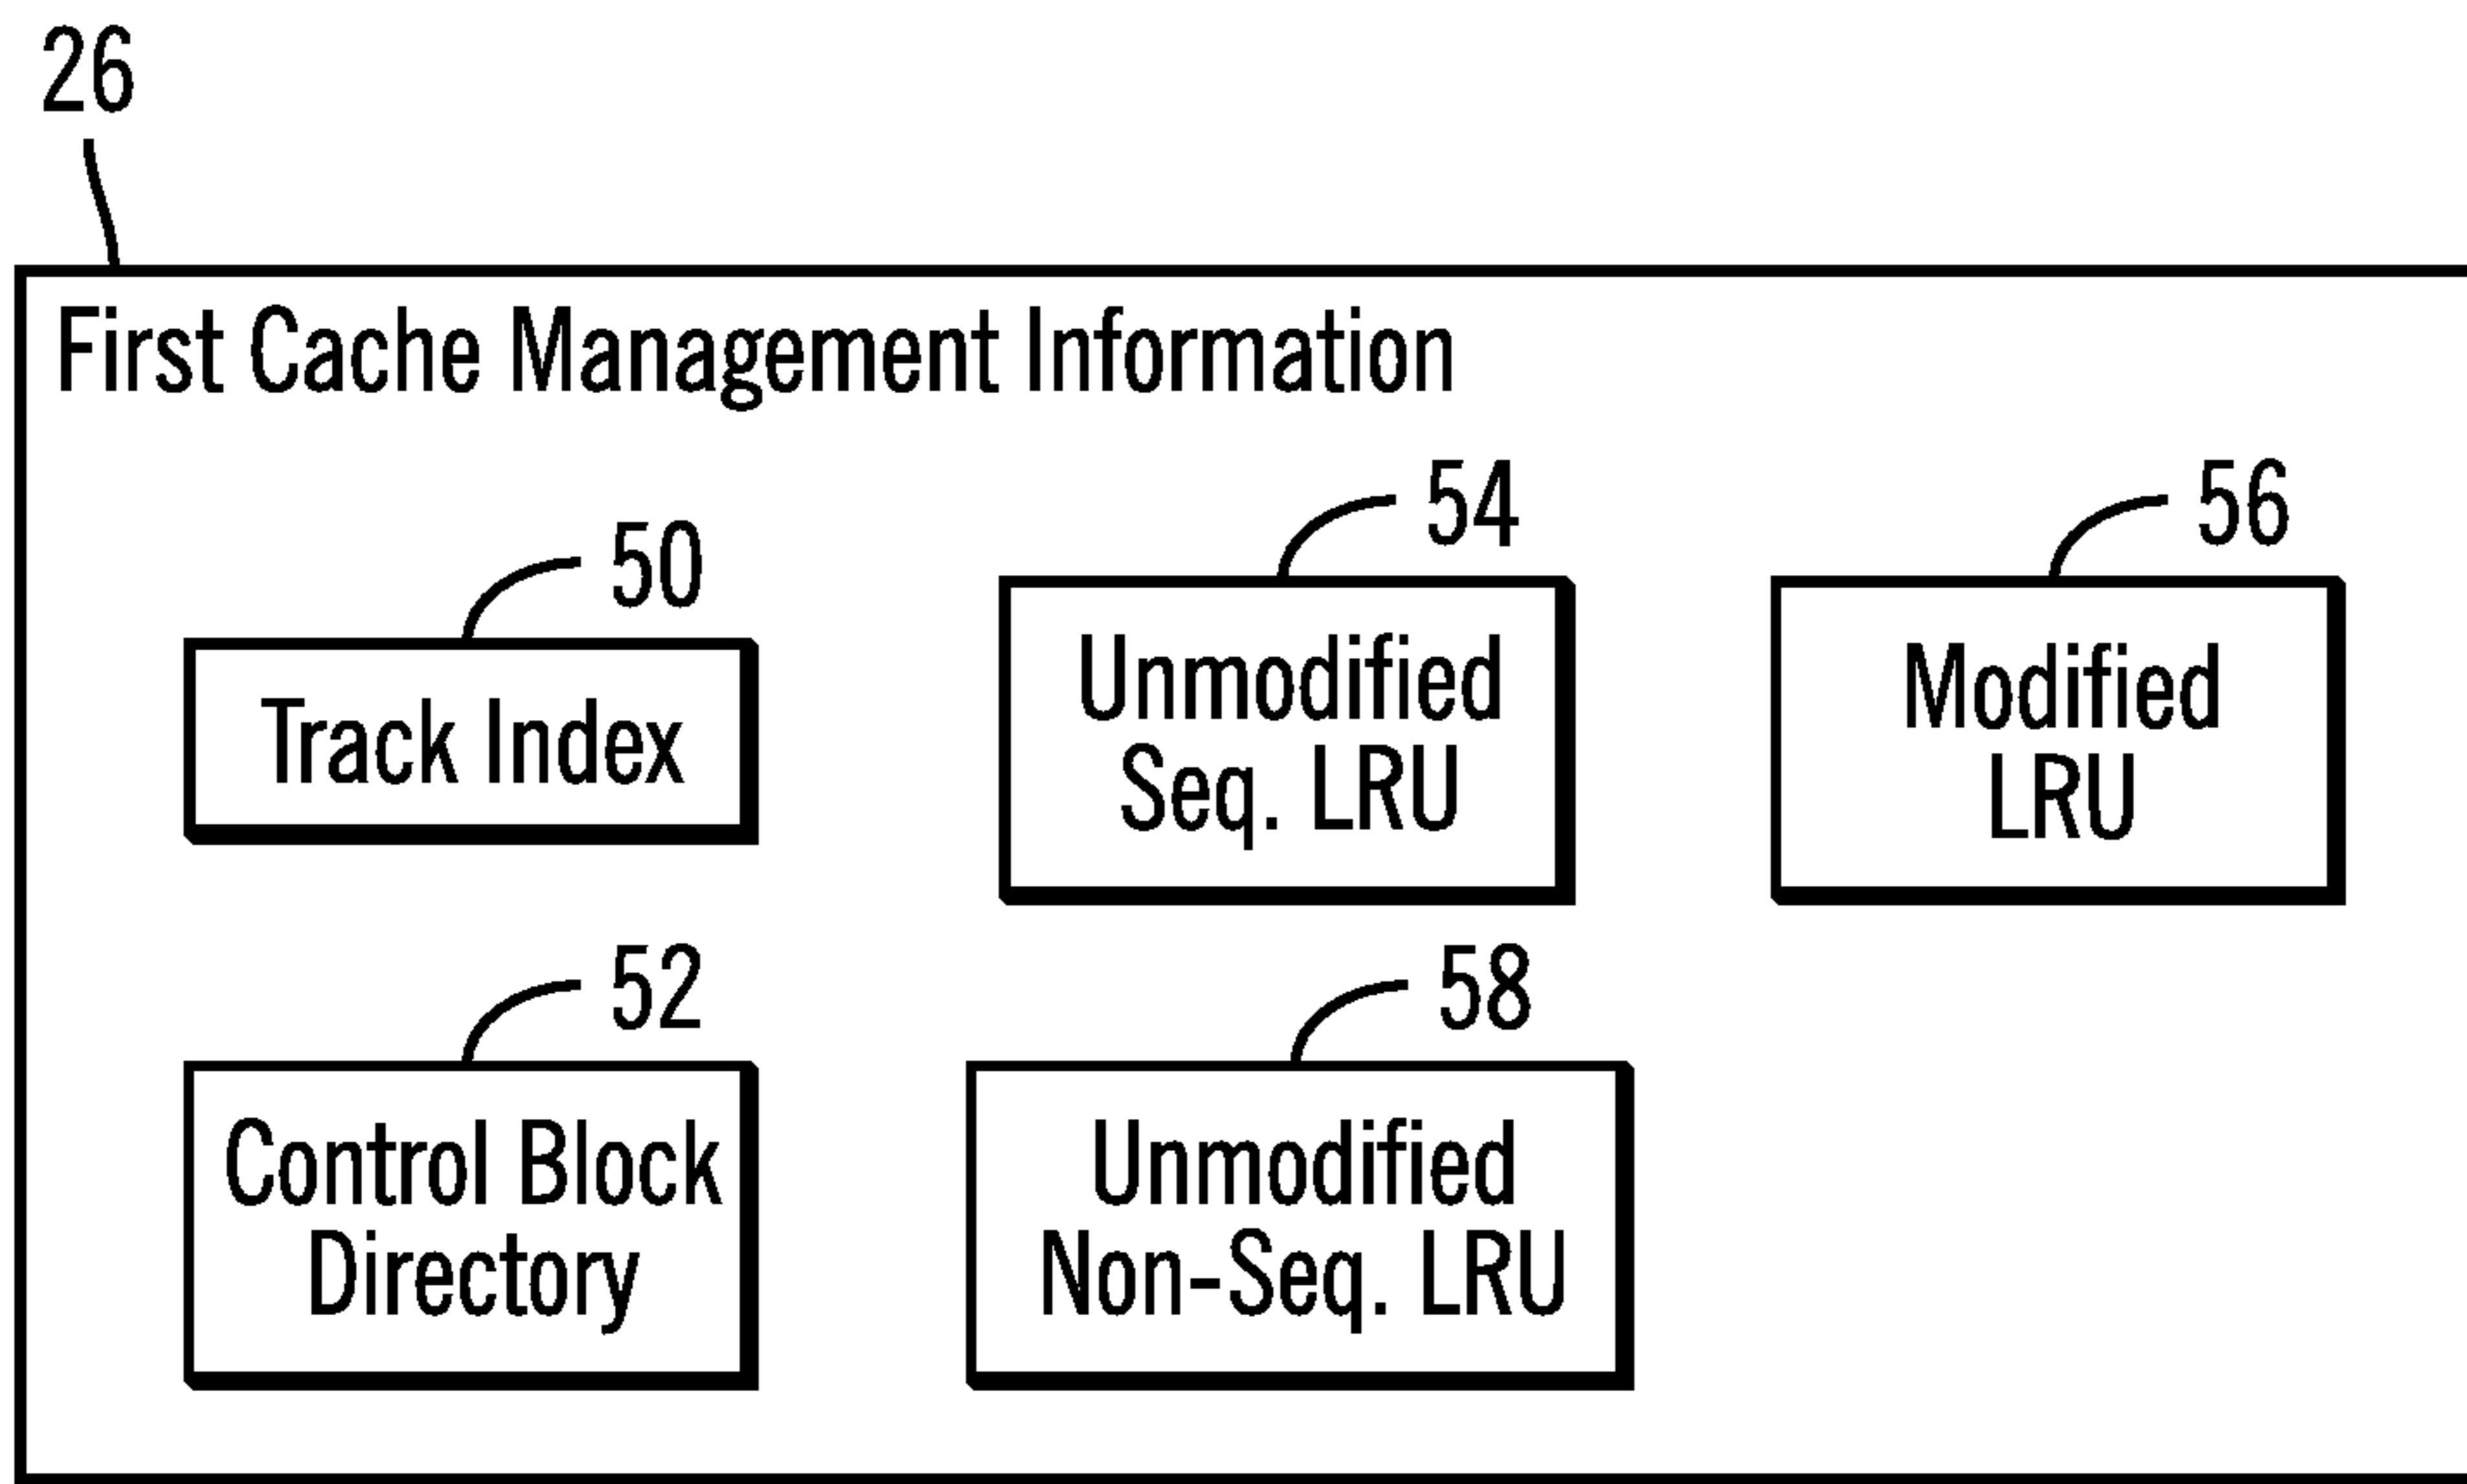 26
First Cache Management Information
50
Track Index
54
Unmodified
Seq. LRU
56
Modified
LRU
52
Control Block
Directory
58
Unmodified
Non-Seq. LRU